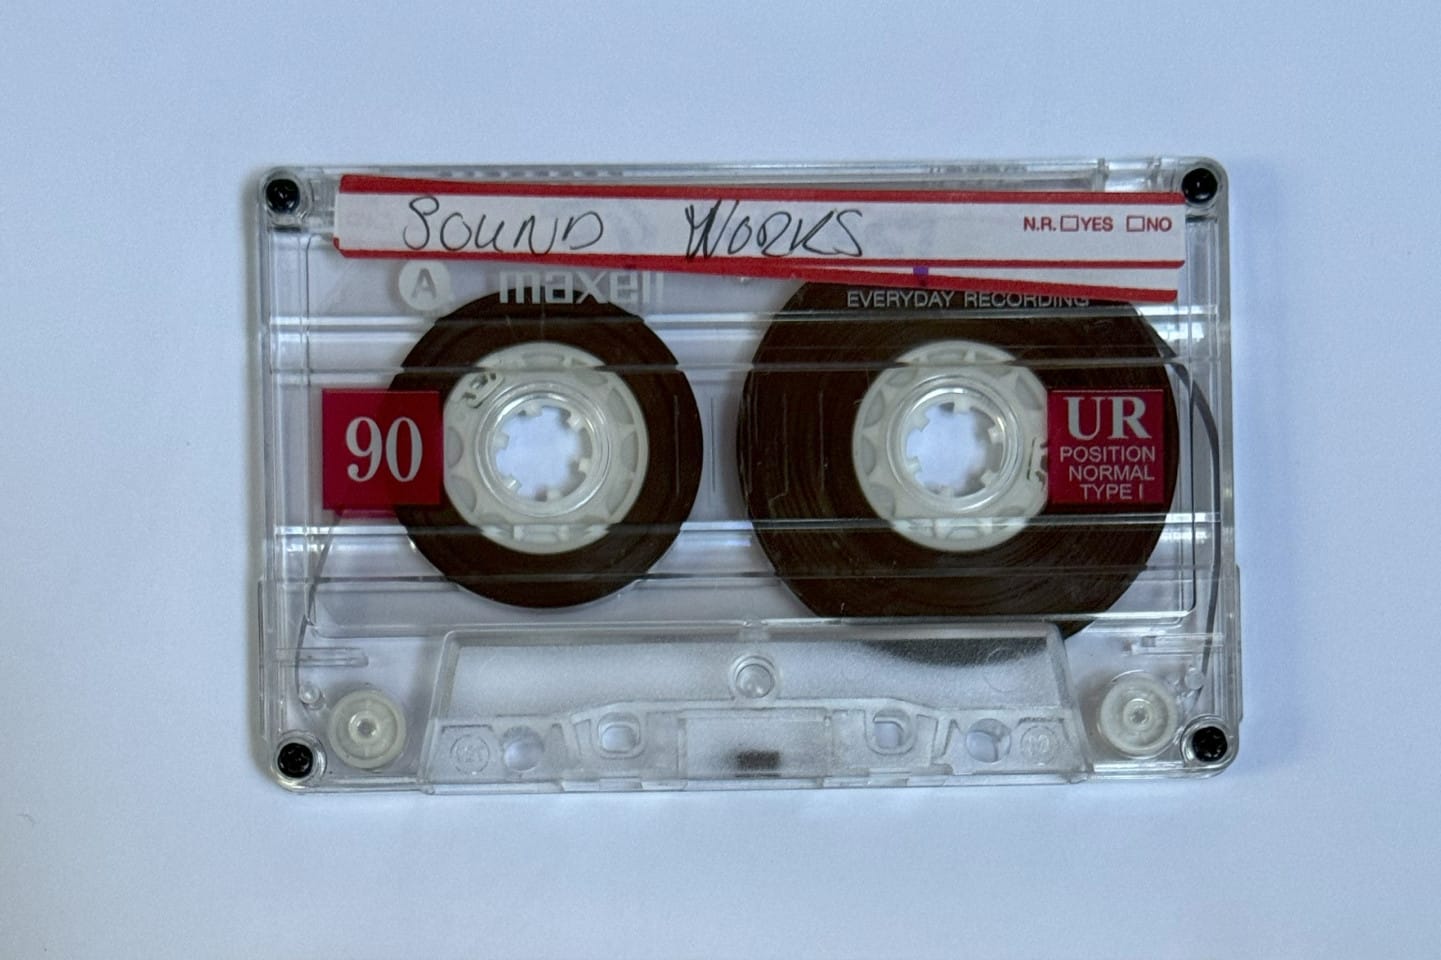 SOUND WORKS
N.R. ☐YES ☐NO
A maxell
EVERYDAY RECORDING
90
UR
POSITION
NORMAL
TYPE I